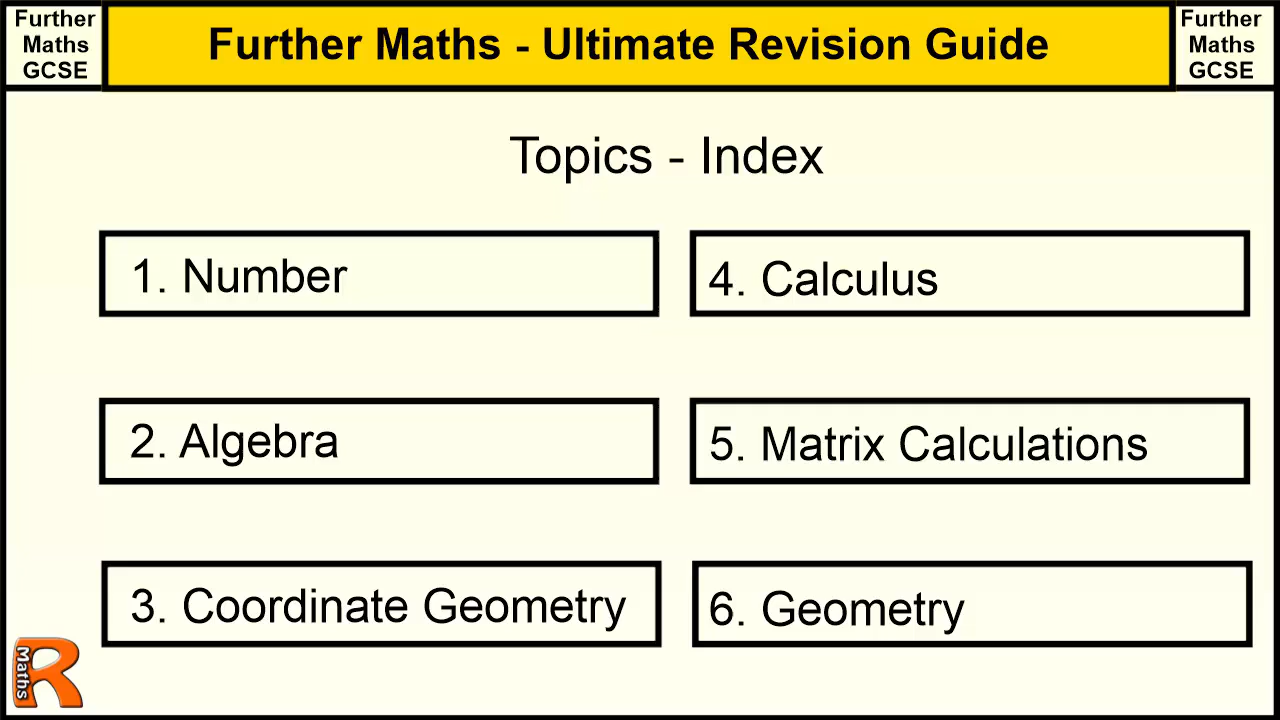 Further
Maths
GCSE
Further Maths - Ultimate Revision Guide
Further
Maths
GCSE
Topics - Index
1. Number
4. Calculus
2. Algebra
5. Matrix Calculations
3. Coordinate Geometry
6. Geometry
R
Maths